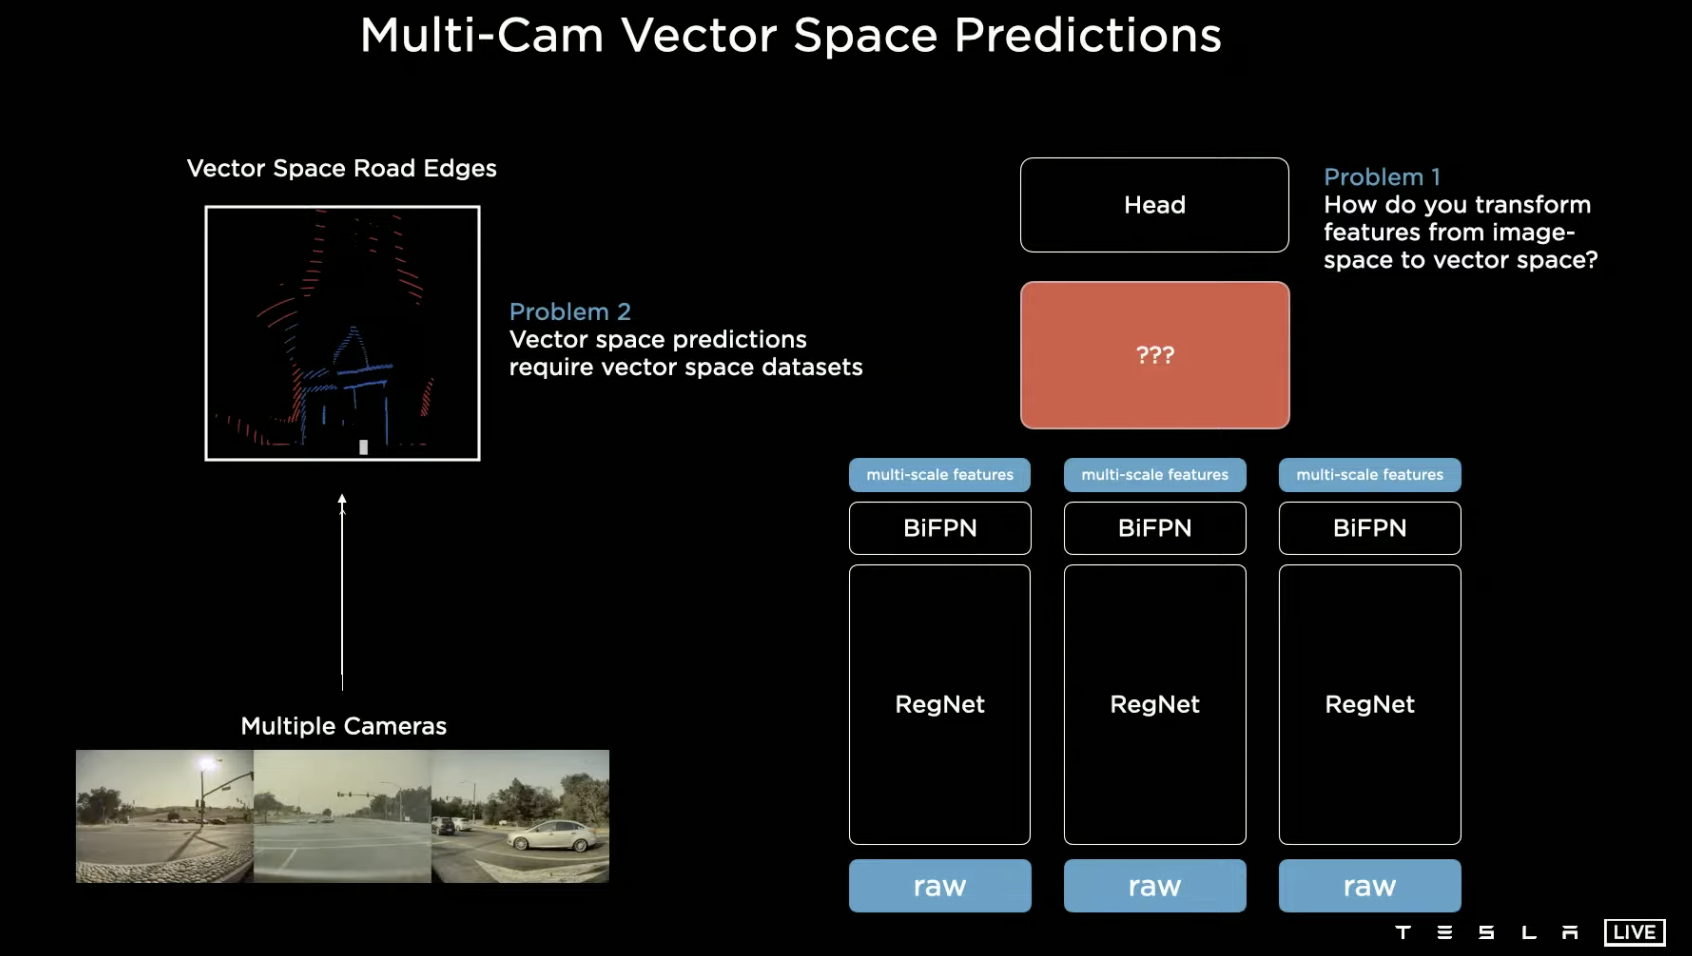 Multi-Cam Vector Space Predictions
Vector Space Road Edges
Problem 2
Vector space predictions
require vector space datasets
Multiple Cameras
Head
Problem 1
How do you transform
features from image-
space to vector space?
???
multi-scale features
multi-scale features
multi-scale features
BiFPN
BiFPN
BiFPN
RegNet
RegNet
RegNet
raw
raw
raw
TESLA LIVE